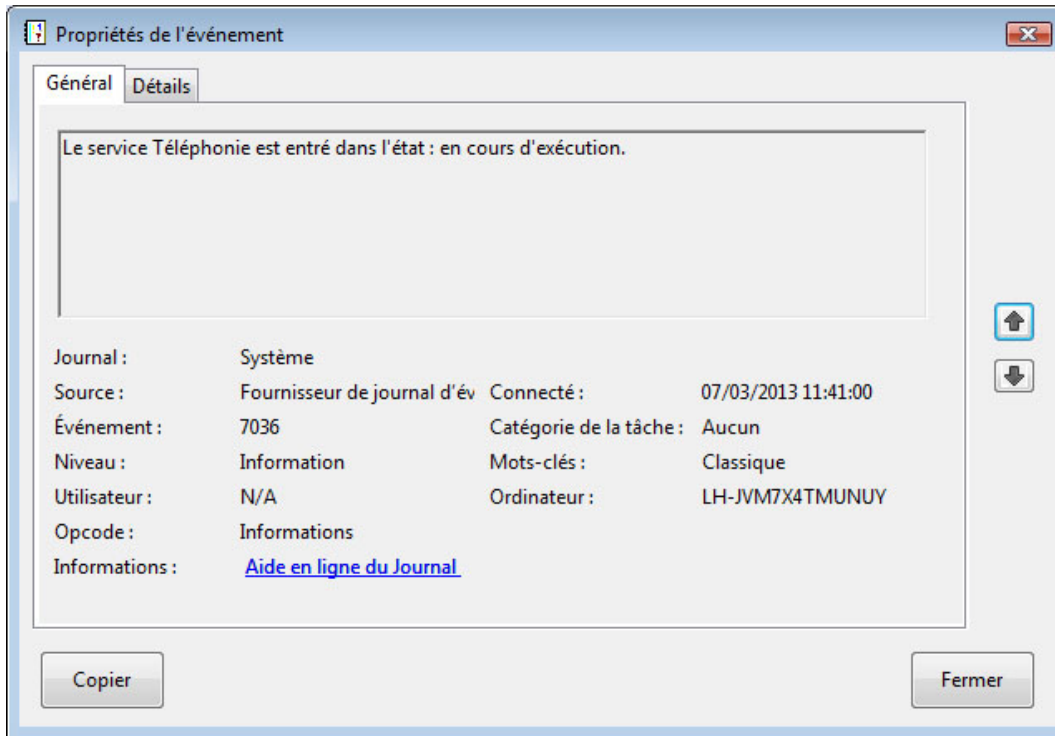 Propriétés de l'événement
Général Détails
Le service Téléphonie est entré dans l'état : en cours d'exécution.
Journal : Système
Source : Fournisseur de journal d'év Connecté : 07/03/2013 11:41:00
Événement : 7036 Catégorie de la tâche : Aucun
Niveau : Information Mots-clés : Classique
Utilisateur : N/A Ordinateur : LH-JVM7X4TMUNUY
Opcode : Informations
Informations : Aide en ligne du Journal
Copier Fermer